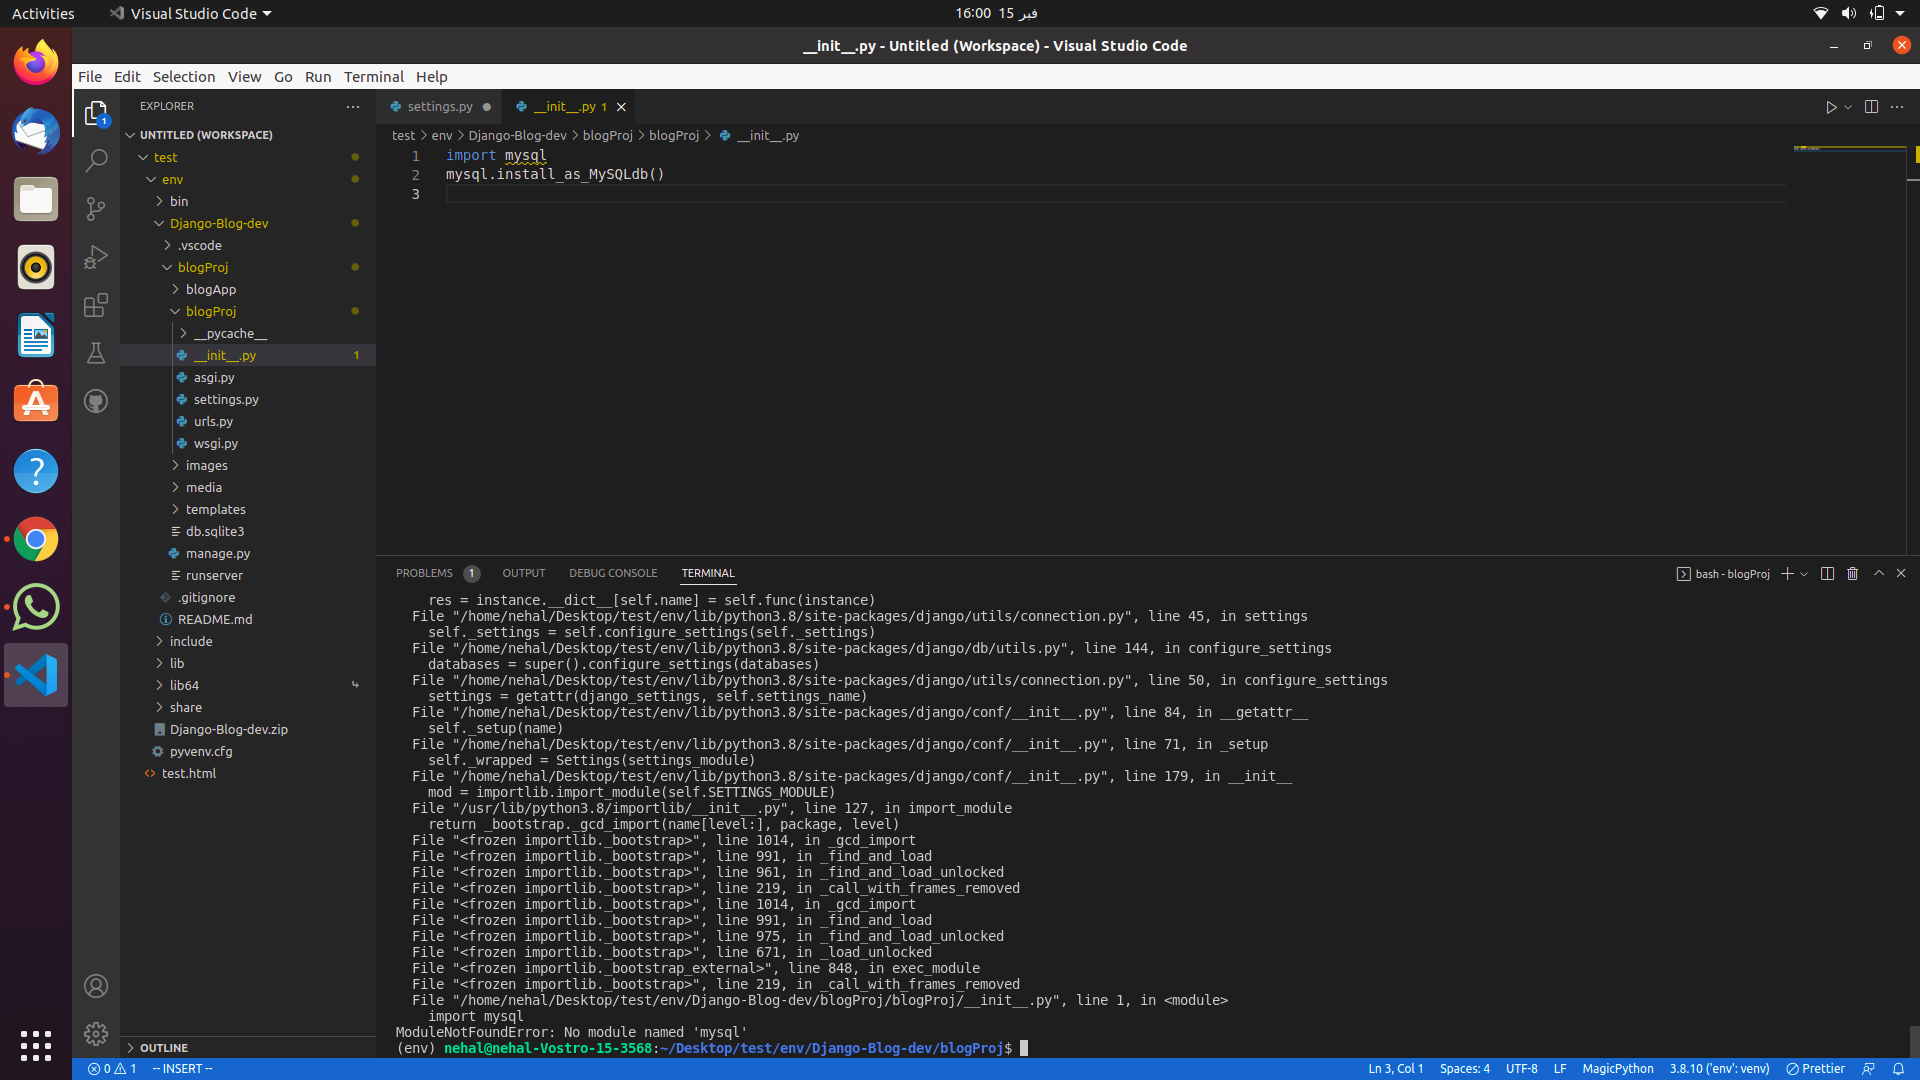 Activities
Visual Studio Code
16:00 15 فبر
__init__.py - Untitled (Workspace) - Visual Studio Code
File Edit Selection View Go Run Terminal Help
EXPLORER
UNTITLED (WORKSPACE)
test
env
bin
Django-Blog-dev
.vscode
blogProj
blogApp
blogProj
__pycache__
__init__.py 1
asgi.py
settings.py
urls.py
wsgi.py
images
media
templates
db.sqlite3
manage.py
runserver
.gitignore
README.md
include
lib
lib64
share
Django-Blog-dev.zip
pyvenv.cfg
test.html
OUTLINE
1
settings.py
__init__.py 1
test > env > Django-Blog-dev > blogProj > blogProj > __init__.py
1 import mysql
2 mysql.install_as_MySQLdb()
3
PROBLEMS 1 OUTPUT DEBUG CONSOLE TERMINAL
bash - blogProj
res = instance.__dict__[self.name] = self.func(instance)
File "/home/nehal/Desktop/test/env/lib/python3.8/site-packages/django/utils/connection.py", line 45, in settings
self._settings = self.configure_settings(self._settings)
File "/home/nehal/Desktop/test/env/lib/python3.8/site-packages/django/db/utils.py", line 144, in configure_settings
databases = super().configure_settings(databases)
File "/home/nehal/Desktop/test/env/lib/python3.8/site-packages/django/utils/connection.py", line 50, in configure_settings
settings = getattr(django_settings, self.settings_name)
File "/home/nehal/Desktop/test/env/lib/python3.8/site-packages/django/conf/__init__.py", line 84, in __getattr__
self._setup(name)
File "/home/nehal/Desktop/test/env/lib/python3.8/site-packages/django/conf/__init__.py", line 71, in _setup
self._wrapped = Settings(settings_module)
File "/home/nehal/Desktop/test/env/lib/python3.8/site-packages/django/conf/__init__.py", line 179, in __init__
mod = importlib.import_module(self.SETTINGS_MODULE)
File "/usr/lib/python3.8/importlib/__init__.py", line 127, in import_module
return _bootstrap._gcd_import(name[level:], package, level)
File "<frozen importlib._bootstrap>", line 1014, in _gcd_import
File "<frozen importlib._bootstrap>", line 991, in _find_and_load
File "<frozen importlib._bootstrap>", line 961, in _find_and_load_unlocked
File "<frozen importlib._bootstrap>", line 219, in _call_with_frames_removed
File "<frozen importlib._bootstrap>", line 1014, in _gcd_import
File "<frozen importlib._bootstrap>", line 991, in _find_and_load
File "<frozen importlib._bootstrap>", line 975, in _find_and_load_unlocked
File "<frozen importlib._bootstrap>", line 671, in _load_unlocked
File "<frozen importlib._bootstrap_external>", line 848, in exec_module
File "<frozen importlib._bootstrap>", line 219, in _call_with_frames_removed
File "/home/nehal/Desktop/test/env/Django-Blog-dev/blogProj/blogProj/__init__.py", line 1, in <module>
import mysql
ModuleNotFoundError: No module named 'mysql'
(env) nehal@nehal-Vostro-15-3568:~/Desktop/test/env/Django-Blog-dev/blogProj$
0 1 -- INSERT --
Ln 3, Col 1 Spaces: 4 UTF-8 LF MagicPython 3.8.10 ('env': venv) Prettier